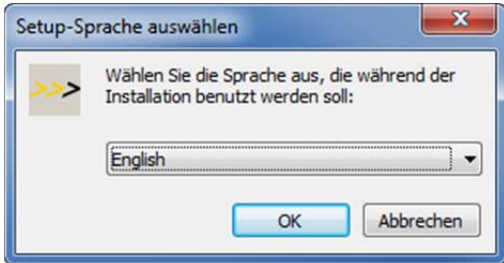 Setup-Sprache auswählen
Wählen Sie die Sprache aus, die während der
Installation benutzt werden soll:
English
OK
Abbrechen